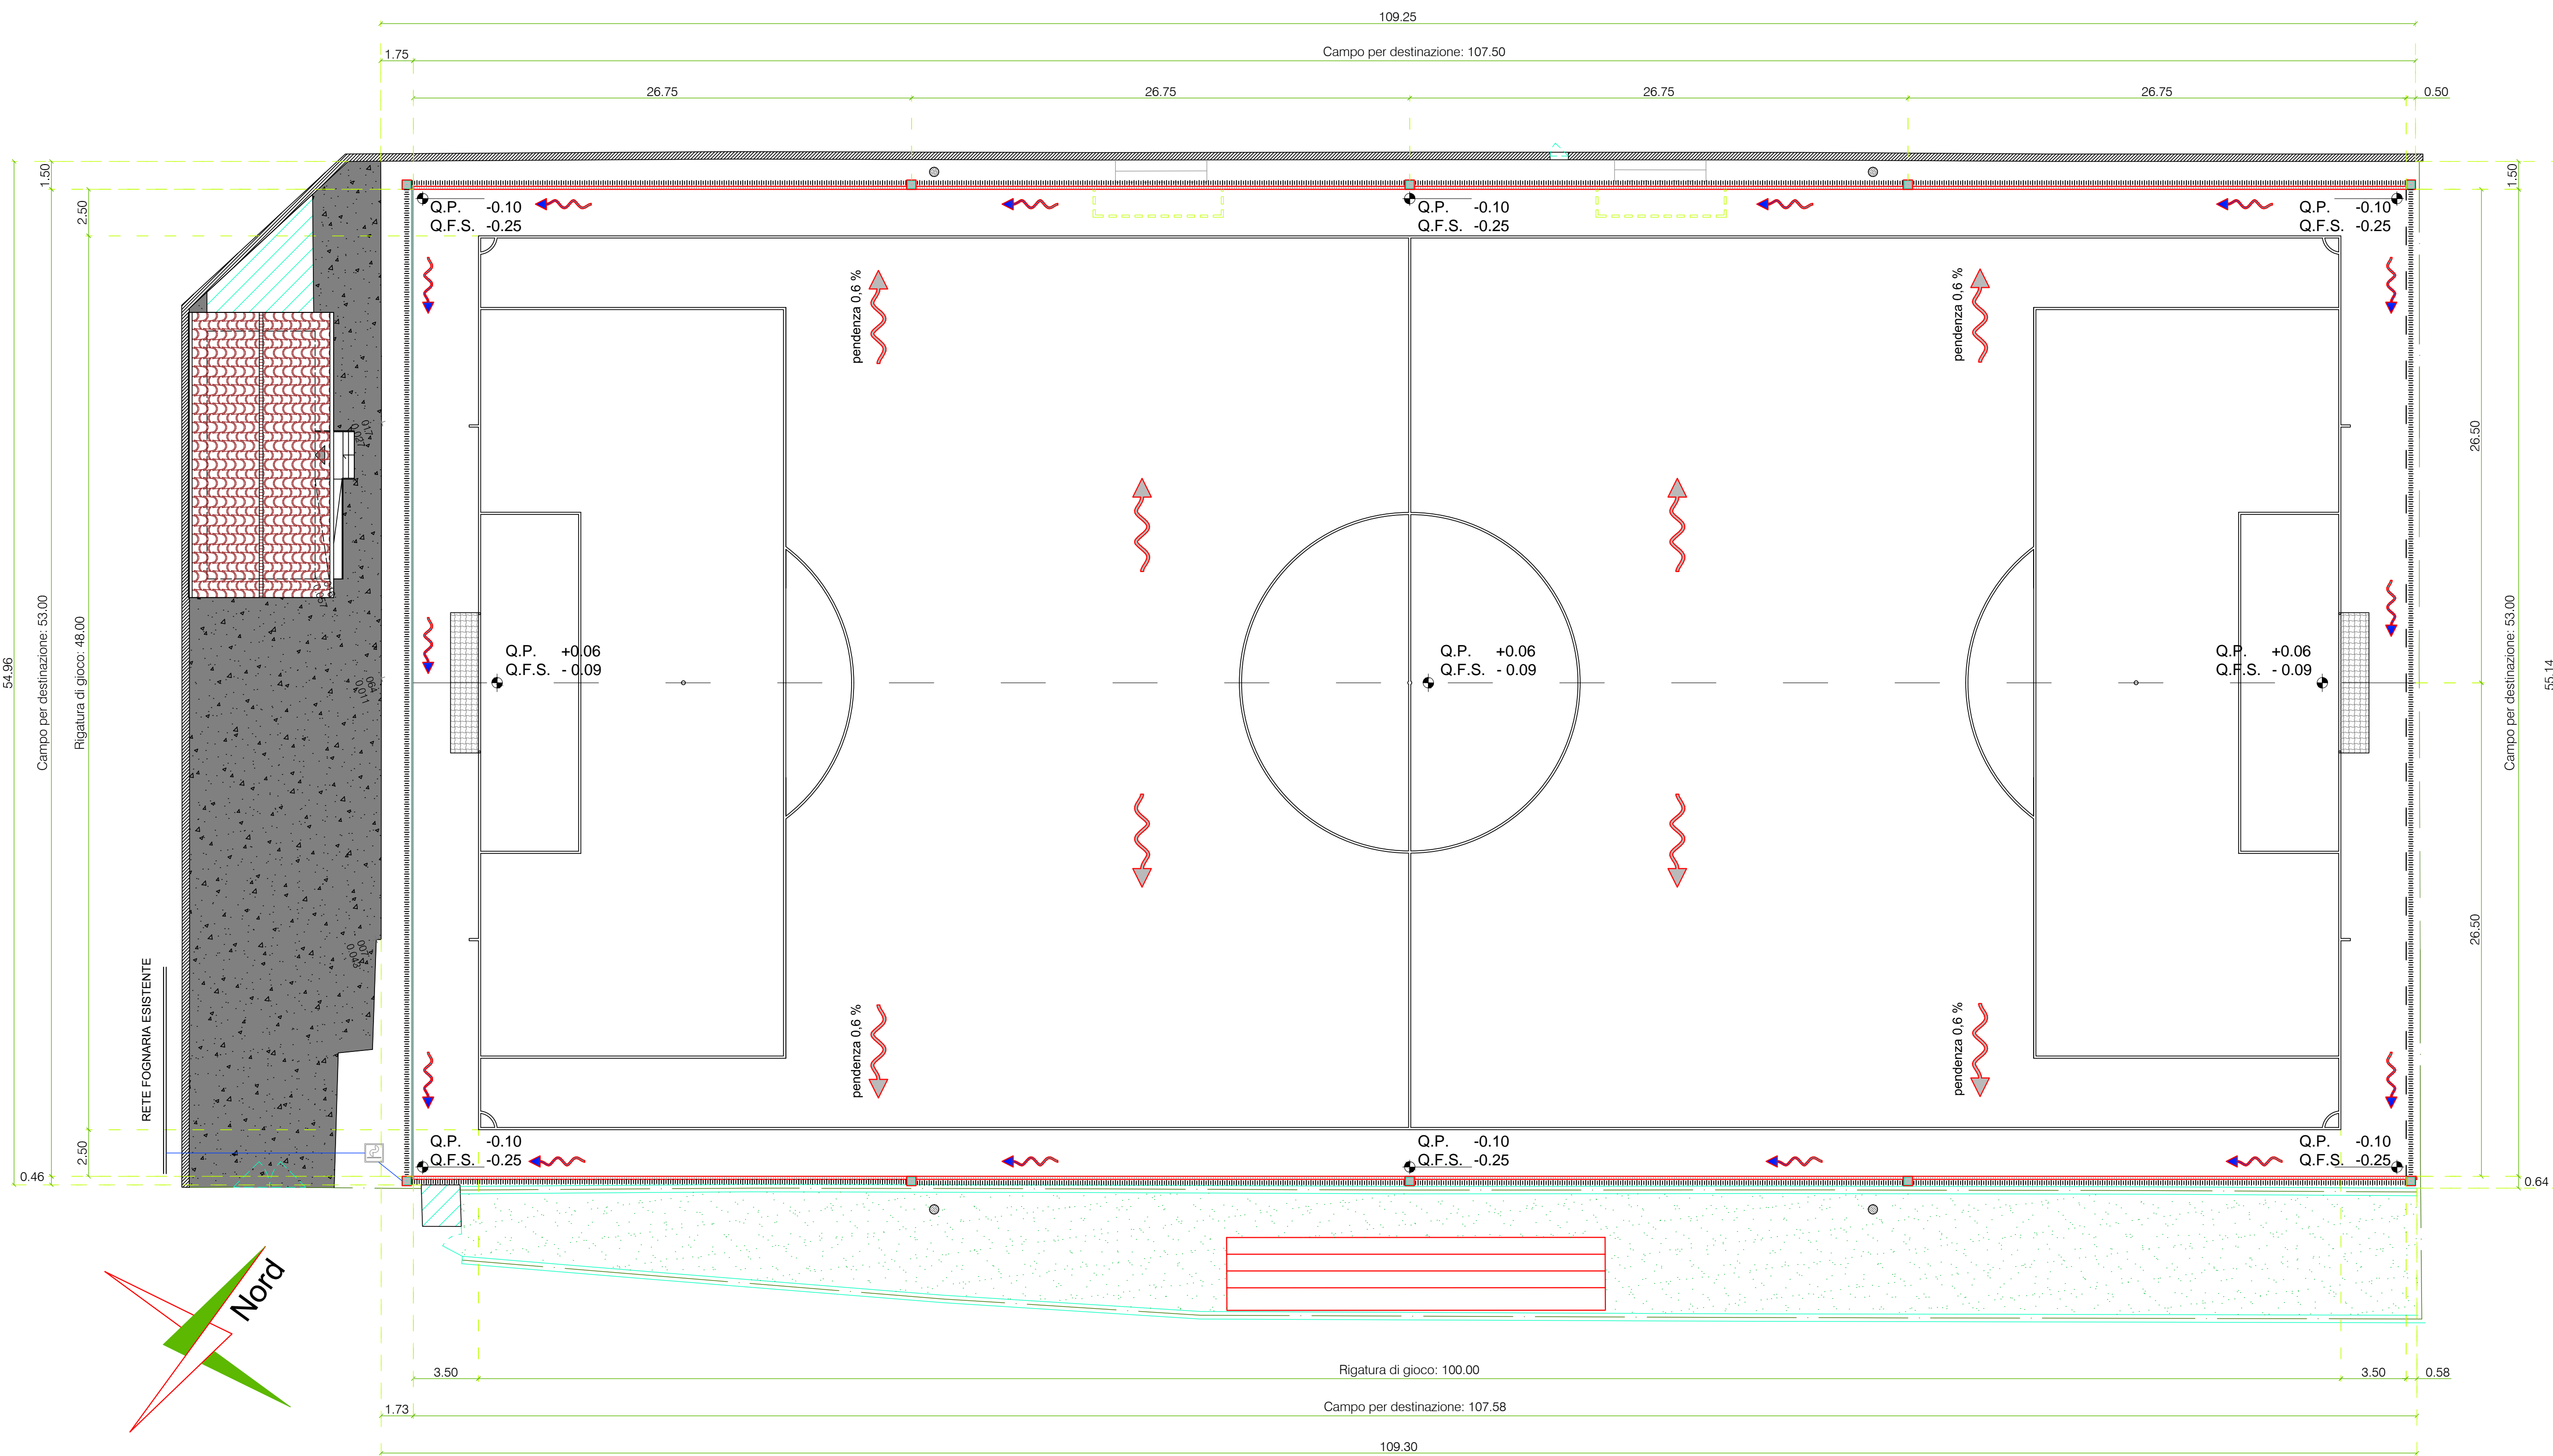 109.25
1.75
Campo per destinazione: 107.50
26.75
26.75
26.75
26.75
0.50
1.50
2.50
1.50
Q.P. -0.10
Q.F.S. -0.25
Q.P. -0.10
Q.F.S. -0.25
Q.P. -0.10
Q.F.S. -0.25
pendenza 0,6 %
pendenza 0,6 %
26.50
54.96
Campo per destinazione: 53.00
Rigatura di gioco: 48.00
Q.P. +0.06
Q.F.S. - 0.09
Q.P. +0.06
Q.F.S. - 0.09
Q.P. +0.06
Q.F.S. - 0.09
Campo per destinazione: 53.00
55.14
064
0.011
26.50
RETE FOGNARIA ESISTENTE
pendenza 0,6 %
pendenza 0,6 %
2.50
Q.P. -0.10
Q.F.S. -0.25
Q.P. -0.10
Q.F.S. -0.25
Q.P. -0.10
Q.F.S. -0.25
0.46
0.64
Nord
3.50
Rigatura di gioco: 100.00
3.50
0.58
1.73
Campo per destinazione: 107.58
109.30